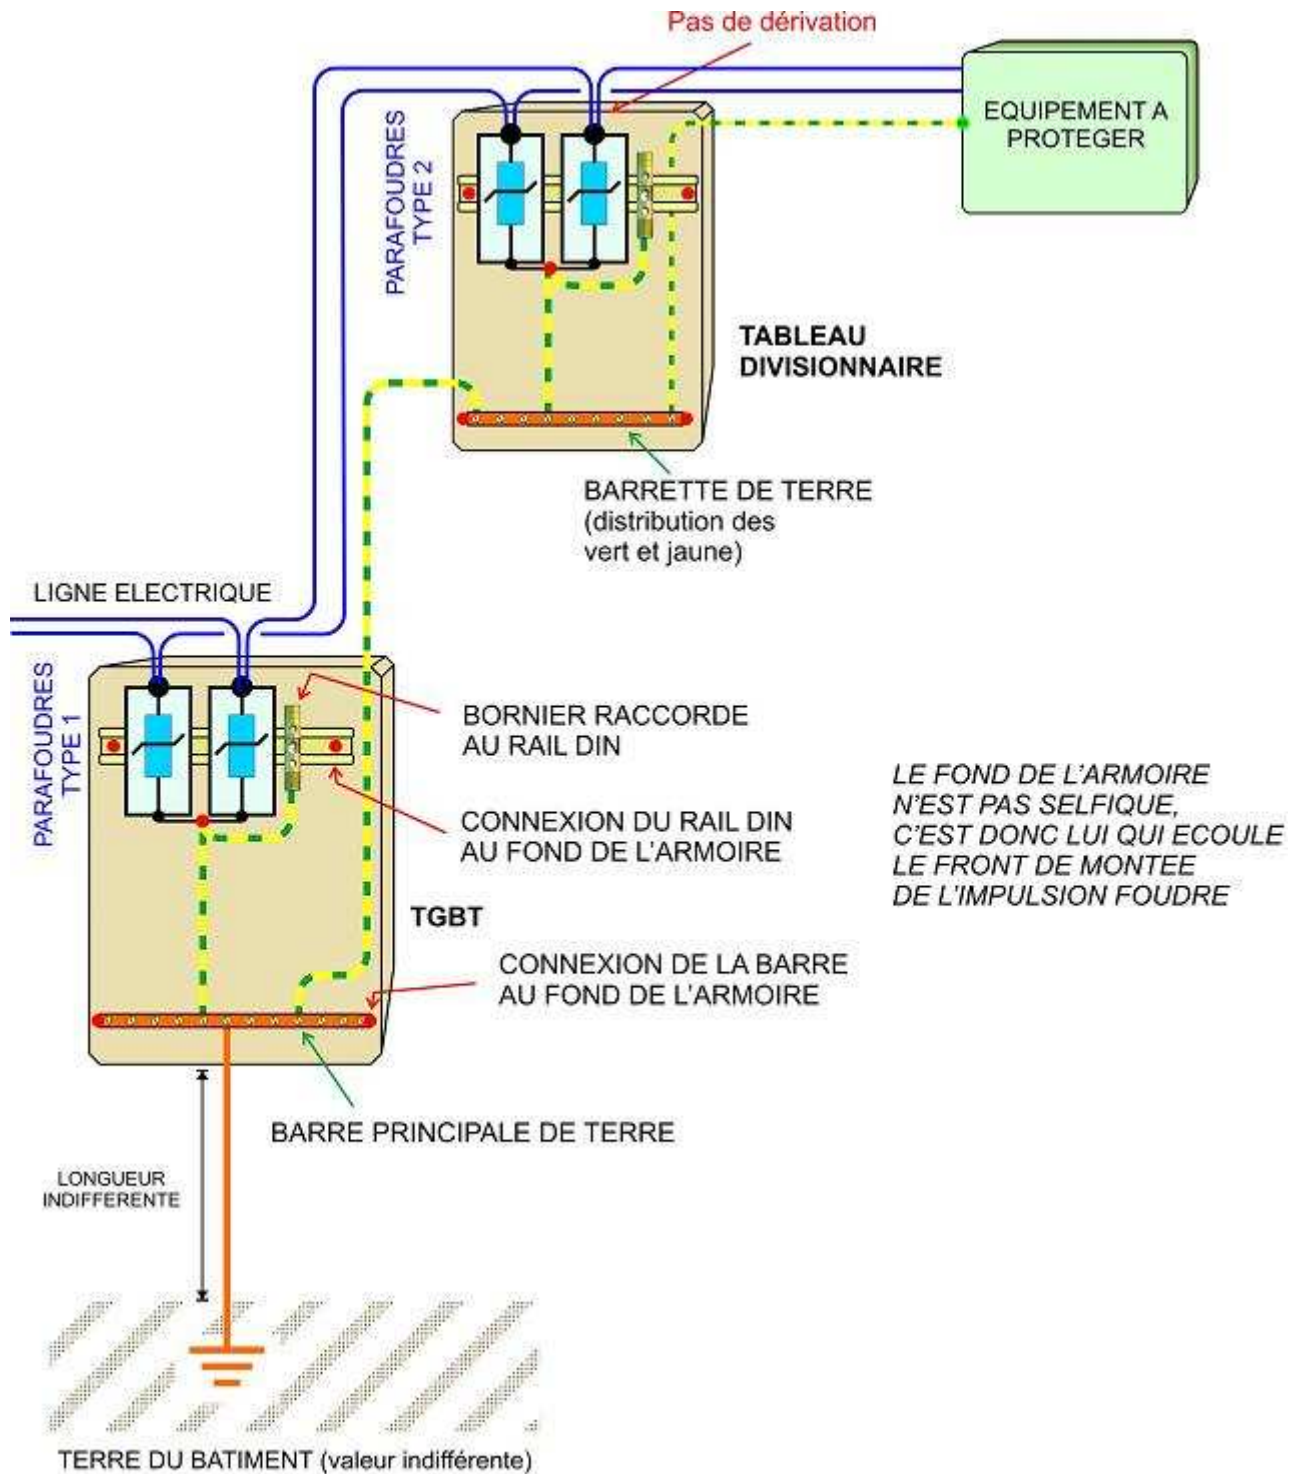 Pas de dérivation
EQUIPEMENT A
PROTEGER
PARAFOUDRES
TYPE 2
TABLEAU
DIVISIONNAIRE
BARRETTE DE TERRE
(distribution des
vert et jaune)
LIGNE ELECTRIQUE
PARAFOUDRES
TYPE 1
BORNIER RACCORDE
AU RAIL DIN
CONNEXION DU RAIL DIN
AU FOND DE L'ARMOIRE
LE FOND DE L'ARMOIRE
N'EST PAS SELFIQUE,
C'EST DONC LUI QUI ECOULE
LE FRONT DE MONTEE
DE L'IMPULSION FOUDRE
TGBT
CONNEXION DE LA BARRE
AU FOND DE L'ARMOIRE
BARRE PRINCIPALE DE TERRE
LONGUEUR
INDIFFERENTE
TERRE DU BATIMENT (valeur indifférente)